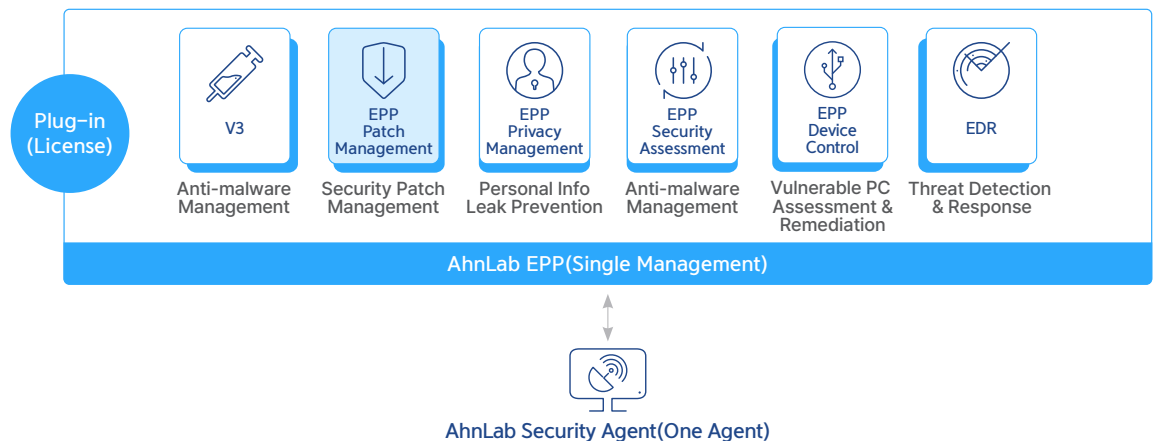 Plug-in
(License)
V3
EPP
Patch
Management
EPP
Privacy
Management
EPP
Security
Assessment
EPP
Device
Control
EDR
Anti-malware
Management
Security Patch
Management
Personal Info
Leak Prevention
Anti-malware
Management
Vulnerable PC
Assessment &
Remediation
Threat Detection
& Response
AhnLab EPP(Single Management)
AhnLab Security Agent(One Agent)